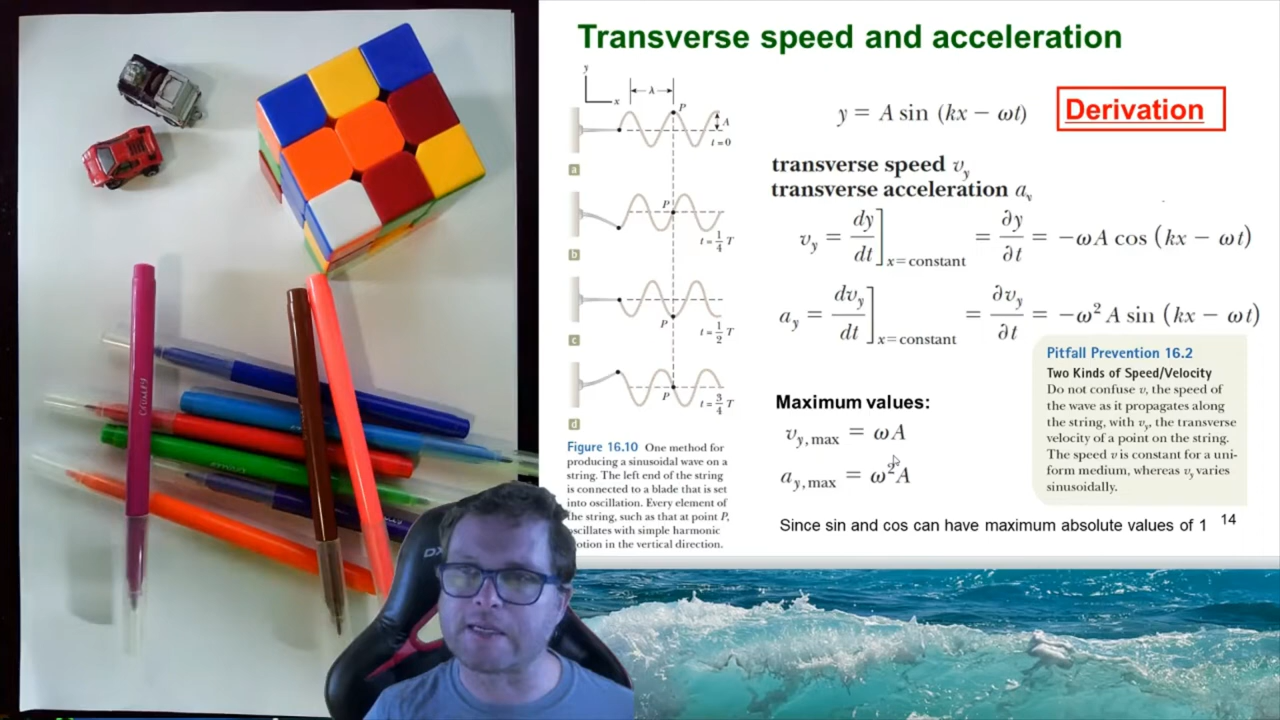 Transverse speed and acceleration
y
x
λ
P
A
t=0
a
y = A sin (kx − ωt)
Derivation
transverse speed v_y
transverse acceleration a_y
P
t = 1/4 T
b
v_y = dy/dt ]x=constant = ∂y/∂t = −ωA cos (kx − ωt)
P
t = 1/2 T
c
a_y = dv_y/dt ]x=constant = ∂v_y/∂t = −ω² A sin (kx − ωt)
P
t = 3/4 T
d
Pitfall Prevention 16.2
Two Kinds of Speed/Velocity
Do not confuse v, the speed of
the wave as it propagates along
the string, with v_y, the transverse
velocity of a point on the string.
The speed v is constant for a uni-
form medium, whereas v_y varies
sinusoidally.
Maximum values:
v_y,max = ωA
a_y,max = ω²A
Figure 16.10 One method for
producing a sinusoidal wave on a
string. The left end of the string
is connected to a blade that is set
into oscillation. Every element of
the string, such as that at point P,
oscillates with simple harmonic
motion in the vertical direction.
Since sin and cos can have maximum absolute values of 1
14